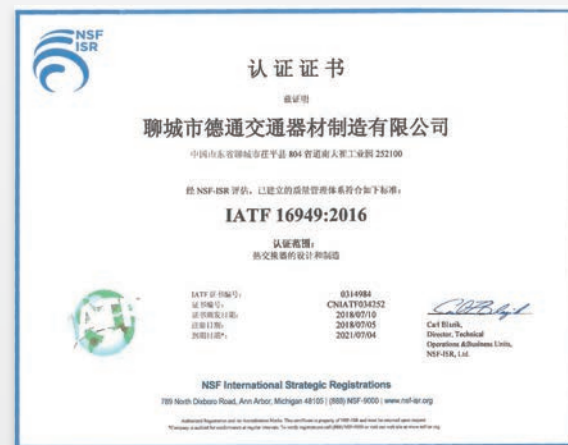 NSF
ISR
认证证书
兹证明
聊城市德通交通器材制造有限公司
中国山东省聊城市茌平县 804 省道南大崔工业园 252100
经 NSF-ISR 评估,已建立的质量管理体系符合如下标准:
IATF 16949:2016
认证范围:
热交换器的设计和制造
IATF 证书编号: 0314984
证书编号: CNIATF034252
证书颁发日期: 2018/07/10
注册日期: 2018/07/05
到期日期*: 2021/07/04
IATF
Carl Blazik,
Director, Technical
Operations &Business Units,
NSF-ISR, Ltd.
NSF International Strategic Registrations
789 North Dixboro Road, Ann Arbor, Michigan 48105 | (888) NSF-9000 | www.nsf-isr.org